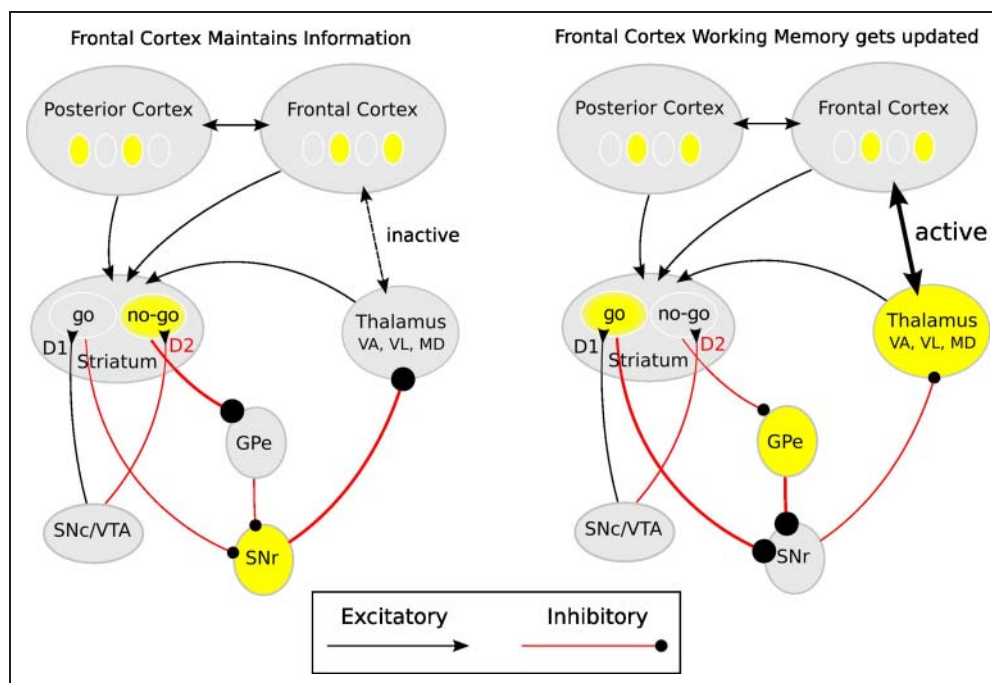 Frontal Cortex Maintains Information
Posterior Cortex
Frontal Cortex
inactive
go
no-go
D1
D2
Striatum
Thalamus
VA, VL, MD
GPe
SNc/VTA
SNr
Frontal Cortex Working Memory gets updated
Posterior Cortex
Frontal Cortex
active
go
no-go
D1
D2
Striatum
Thalamus
VA, VL, MD
GPe
SNc/VTA
SNr
Excitatory
Inhibitory